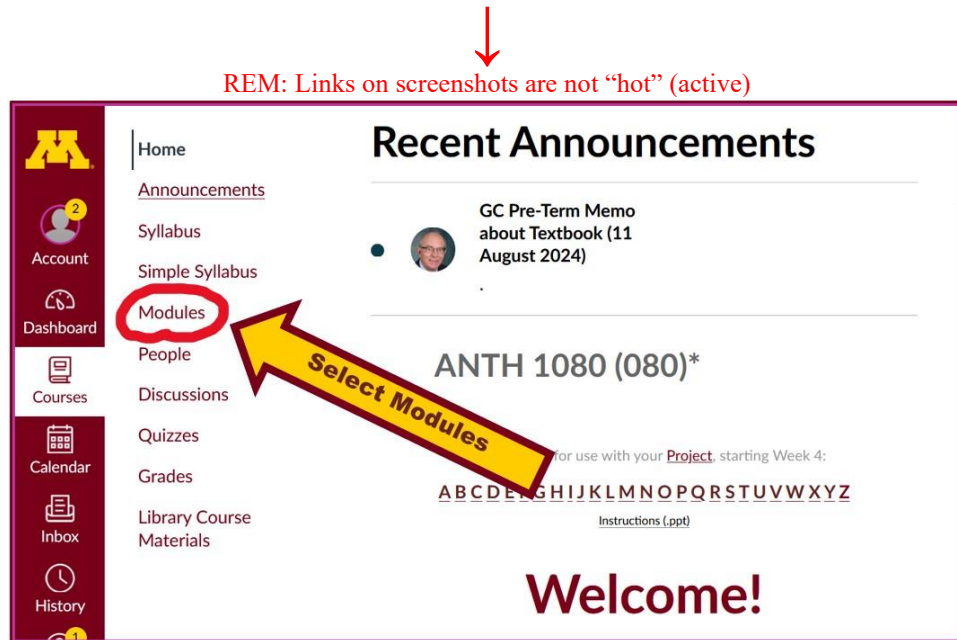 REM: Links on screenshots are not “hot” (active)
M
2
Account
Dashboard
Courses
Calendar
Inbox
History
1
Home
Announcements
Syllabus
Simple Syllabus
Modules
People
Discussions
Quizzes
Grades
Library Course
Materials
Recent Announcements
GC Pre-Term Memo
about Textbook (11
August 2024)
.
Select Modules
ANTH 1080 (080)*
for use with your Project, starting Week 4:
A B C D E F G H I J K L M N O P Q R S T U V W X Y Z
Instructions (.ppt)
Welcome!